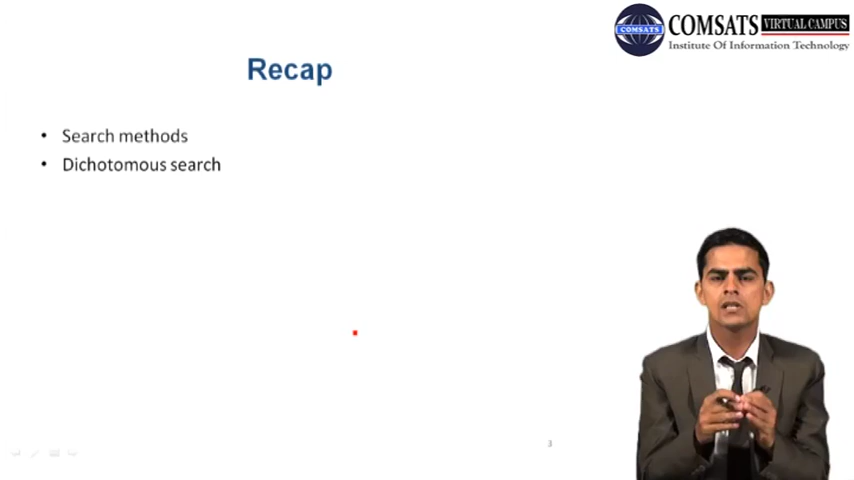 COMSATS VIRTUAL CAMPUS
COMSATS
Institute Of Information Technology
Recap
• Search methods
• Dichotomous search
3